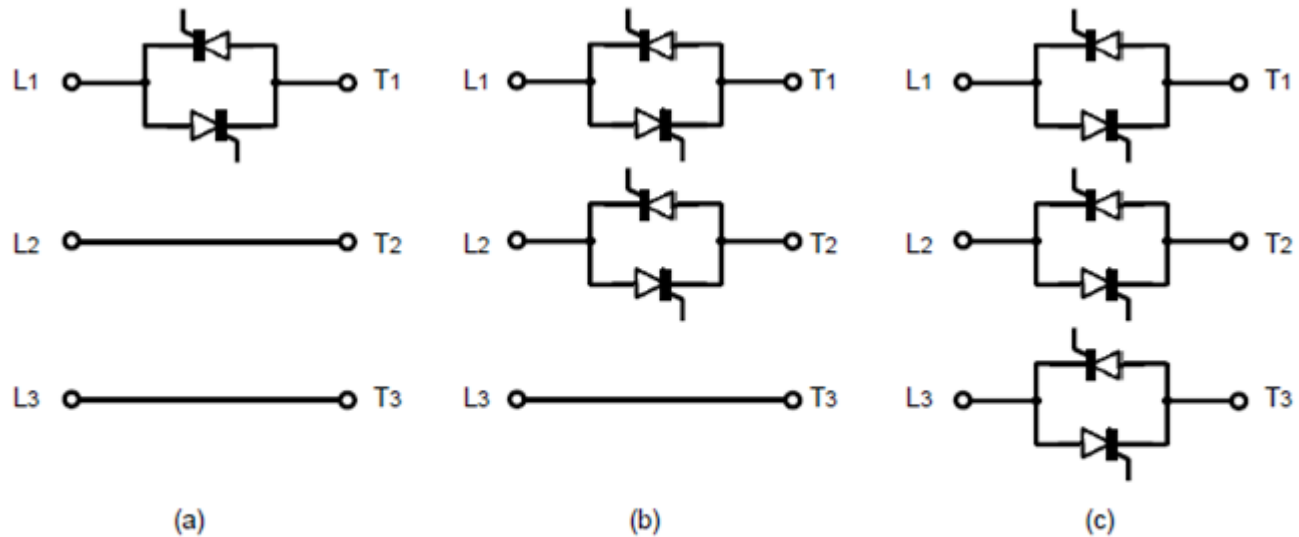 L1 T1 L1 T1 L1 T1
L2 T2 L2 T2 L2 T2
L3 T3 L3 T3 L3 T3
(a) (b) (c)